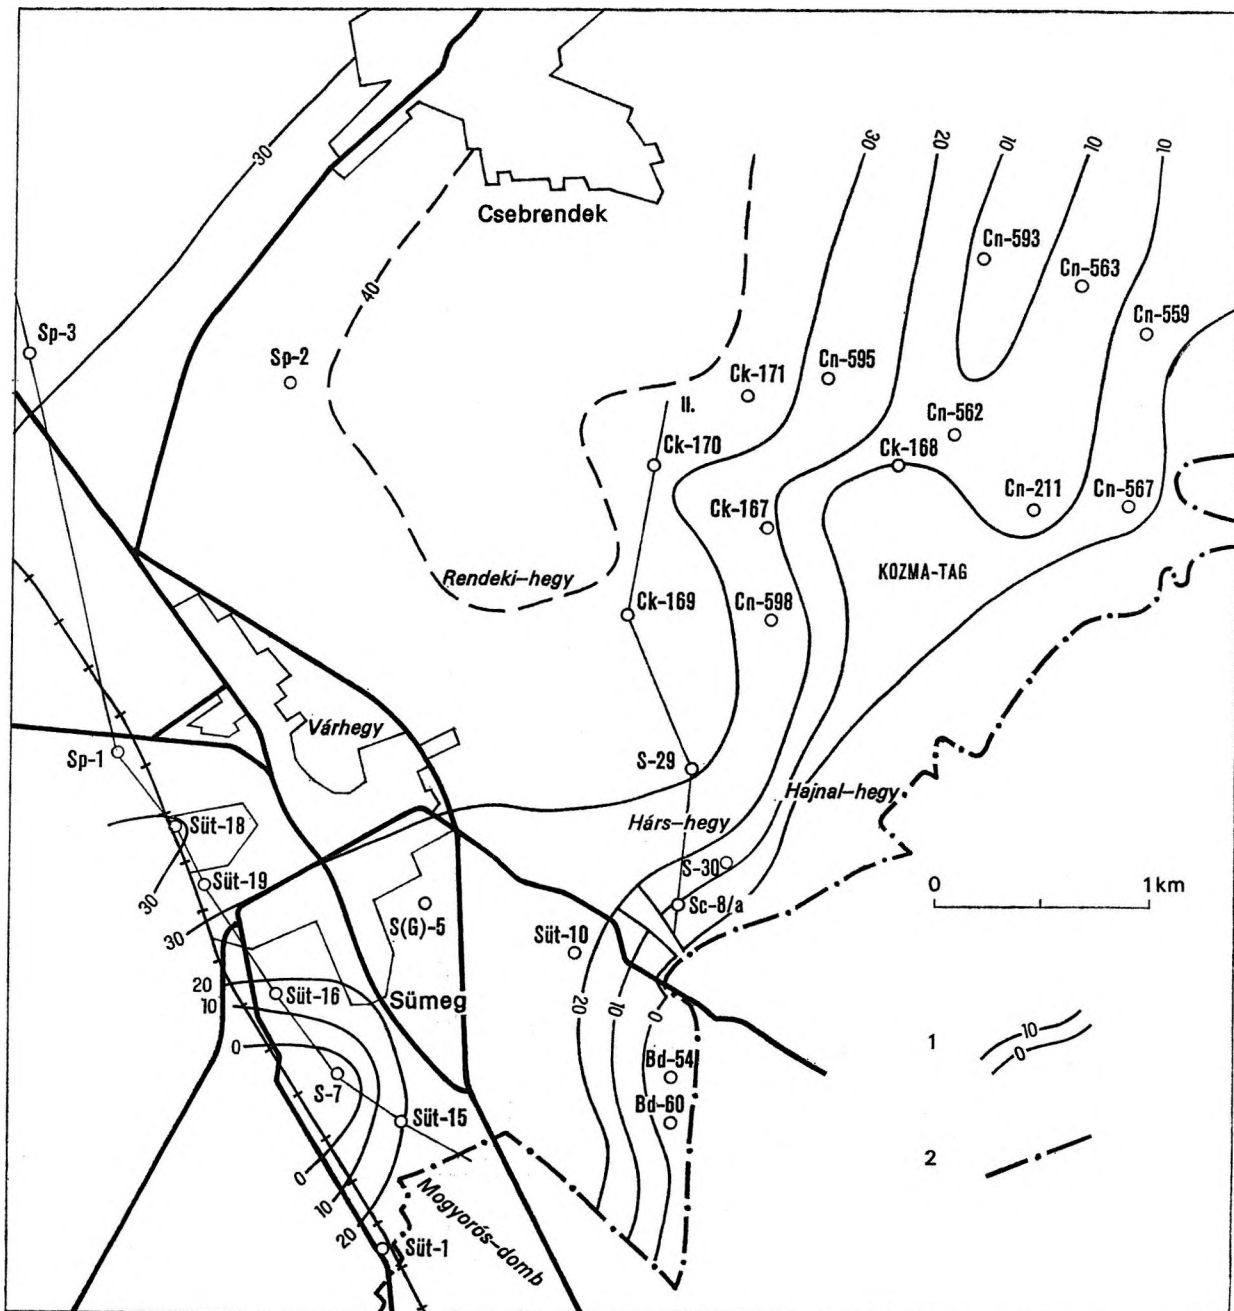 30
Csebrendek
30
20
10
10
10
Cn-593
Cn-563
40
Cn-559
Sp-3
Sp-2
Ck-171
Cn-595
II.
Ck-170
Cn-562
Ck-168
Cn-211
Cn-567
Ck-167
Rendeki-hegy
KOZMA-TAG
Ck-169
Cn-598
Várhegy
Sp-1
S-29
Hajnal-hegy
Hárs-hegy
Süt-18
S-30
0
1km
Süt-19
30
Sc-8/a
S(G)-5
30
Süt-10
20
10
Süt-16
Sümeg
20
10
0
1
10
0
0
Bd-54
S-7
Bd-60
Süt-15
2
0
10
20
Mogyorós-domb
Süt-1